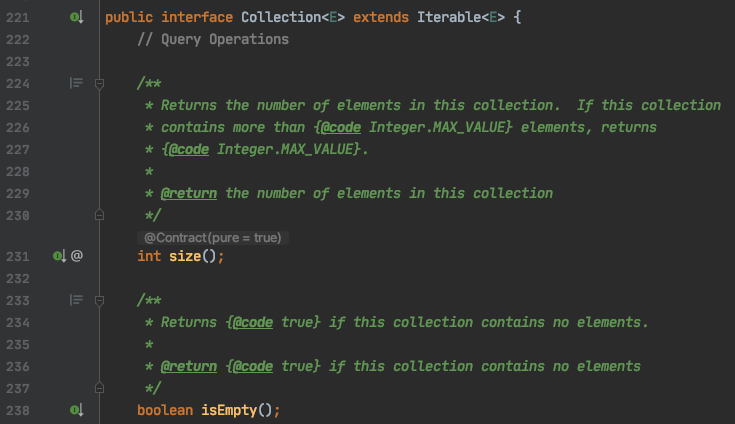 221 public interface Collection<E> extends Iterable<E> {
222 // Query Operations
223
224 /**
225 * Returns the number of elements in this collection.  If this collection
226 * contains more than {@code Integer.MAX_VALUE} elements, returns
227 * {@code Integer.MAX_VALUE}.
228 *
229 * @return the number of elements in this collection
230 */
@Contract(pure = true)
231 @ int size();
232
233 /**
234 * Returns {@code true} if this collection contains no elements.
235 *
236 * @return {@code true} if this collection contains no elements
237 */
238 boolean isEmpty();